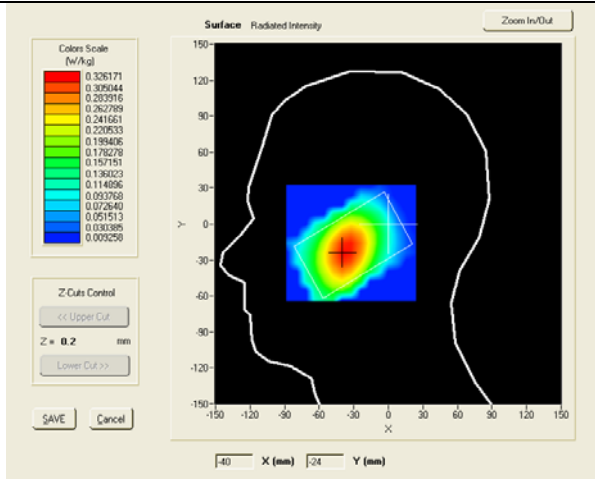 Surface Radiated Intensity
Zoom In/Out
Colors Scale
(W/kg)
0.326171
0.305044
0.283916
0.262789
0.241661
0.220533
0.199406
0.178278
0.157151
0.136023
0.114896
0.093768
0.072640
0.051513
0.030385
0.009258
Z-Cuts Control
<< Upper Cut
Z = 0.2 mm
Lower Cut >>
SAVE Cancel
150-
120-
90-
60-
30-
0-
-30-
-60-
-90-
-120-
-150-
Y
-150 -120 -90 -60 -30 0 30 60 90 120 150
X
-40 X (mm) -24 Y (mm)